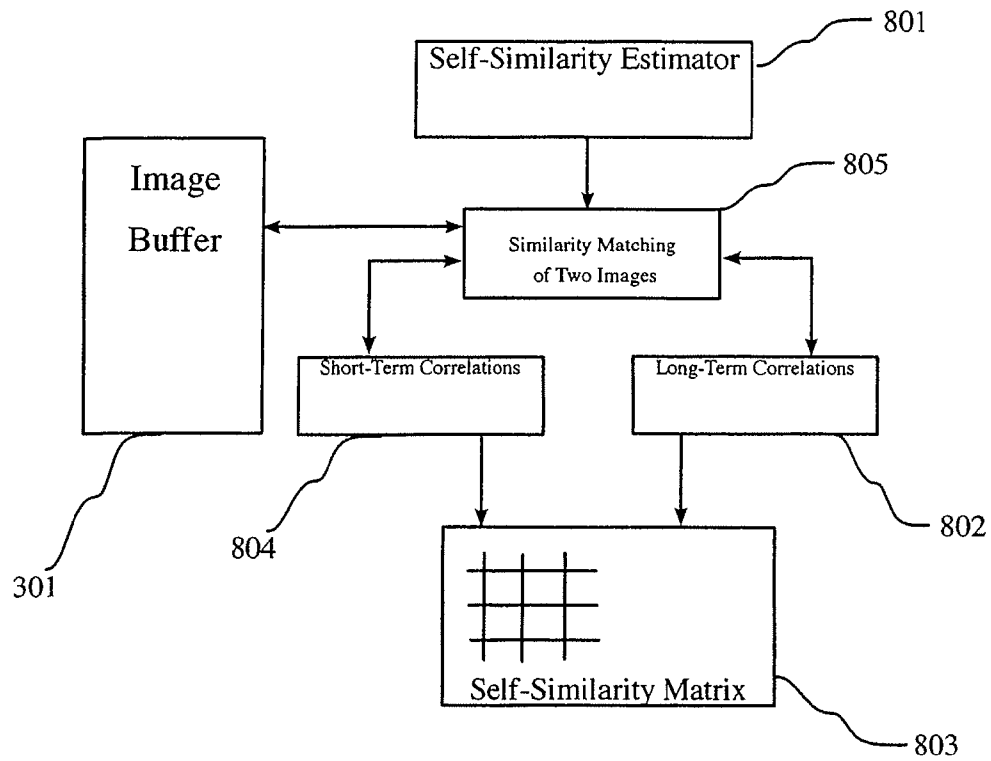 801
Self-Similarity Estimator
805
Image
Buffer
Similarity Matching
of Two Images
Short-Term Correlations
Long-Term Correlations
301
804
802
Self-Similarity Matrix
803